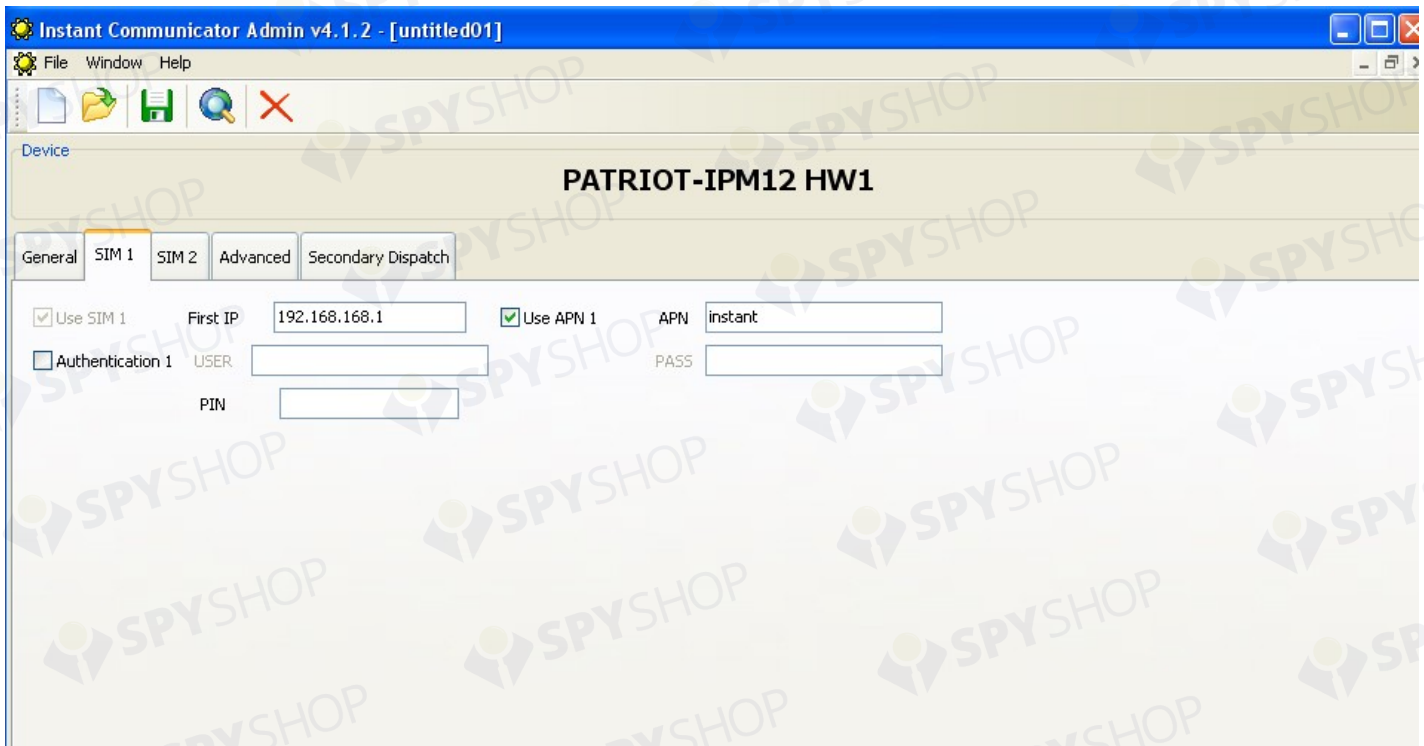 Instant Communicator Admin v4.1.2 - [untitled01]
File Window Help
Device
PATRIOT-IPM12 HW1
General SIM 1 SIM 2 Advanced Secondary Dispatch
Use SIM 1 First IP 192.168.168.1 Use APN 1 APN instant
Authentication 1 USER PASS
PIN
SPYSHOP